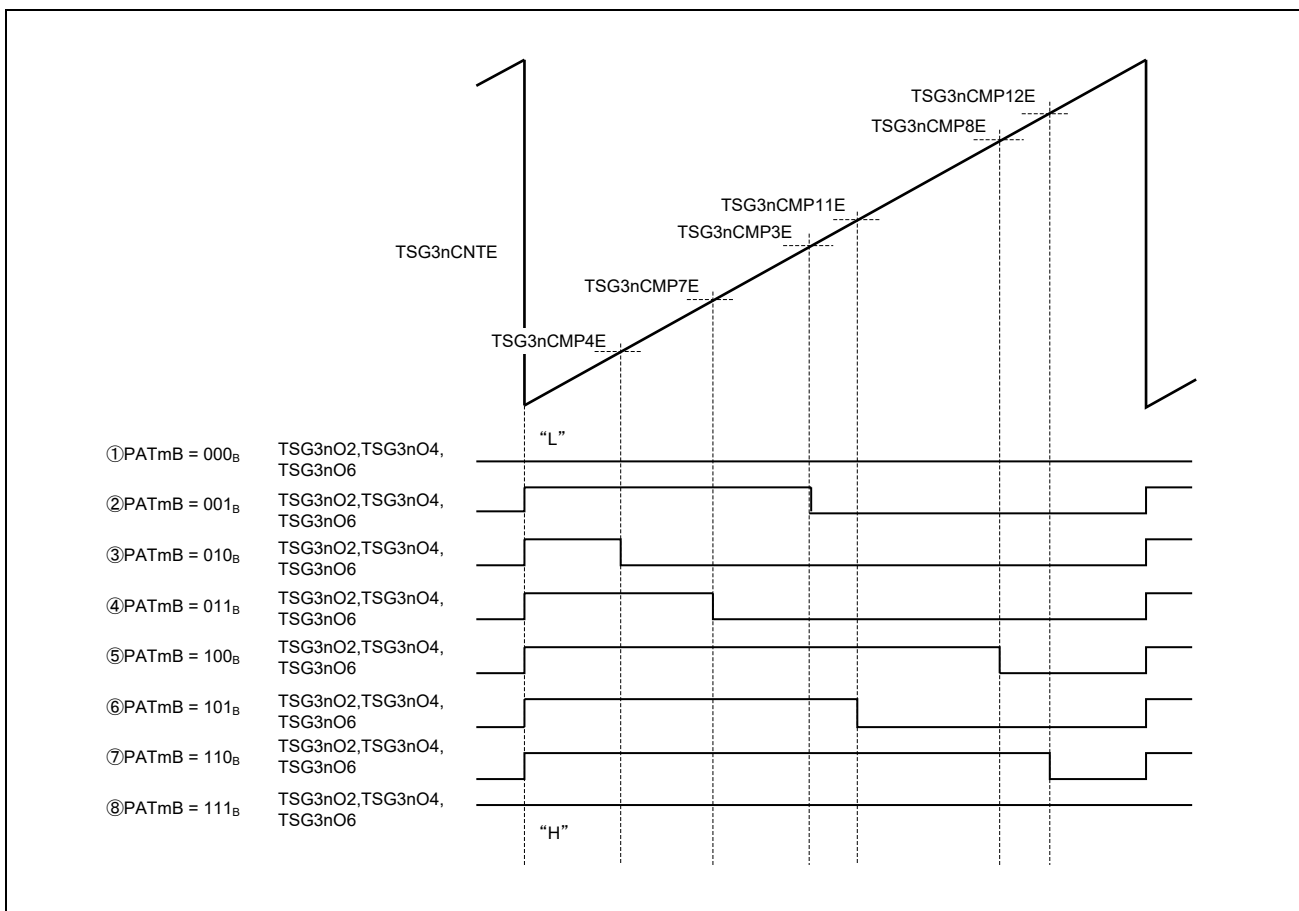 TSG3nCMP12E
TSG3nCMP8E
TSG3nCMP11E
TSG3nCMP3E
TSG3nCNTE
TSG3nCMP7E
TSG3nCMP4E
“L”
①PATmB = 000B TSG3nO2,TSG3nO4,
TSG3nO6
②PATmB = 001B TSG3nO2,TSG3nO4,
TSG3nO6
③PATmB = 010B TSG3nO2,TSG3nO4,
TSG3nO6
④PATmB = 011B TSG3nO2,TSG3nO4,
TSG3nO6
⑤PATmB = 100B TSG3nO2,TSG3nO4,
TSG3nO6
⑥PATmB = 101B TSG3nO2,TSG3nO4,
TSG3nO6
⑦PATmB = 110B TSG3nO2,TSG3nO4,
TSG3nO6
⑧PATmB = 111B TSG3nO2,TSG3nO4,
TSG3nO6
“H”